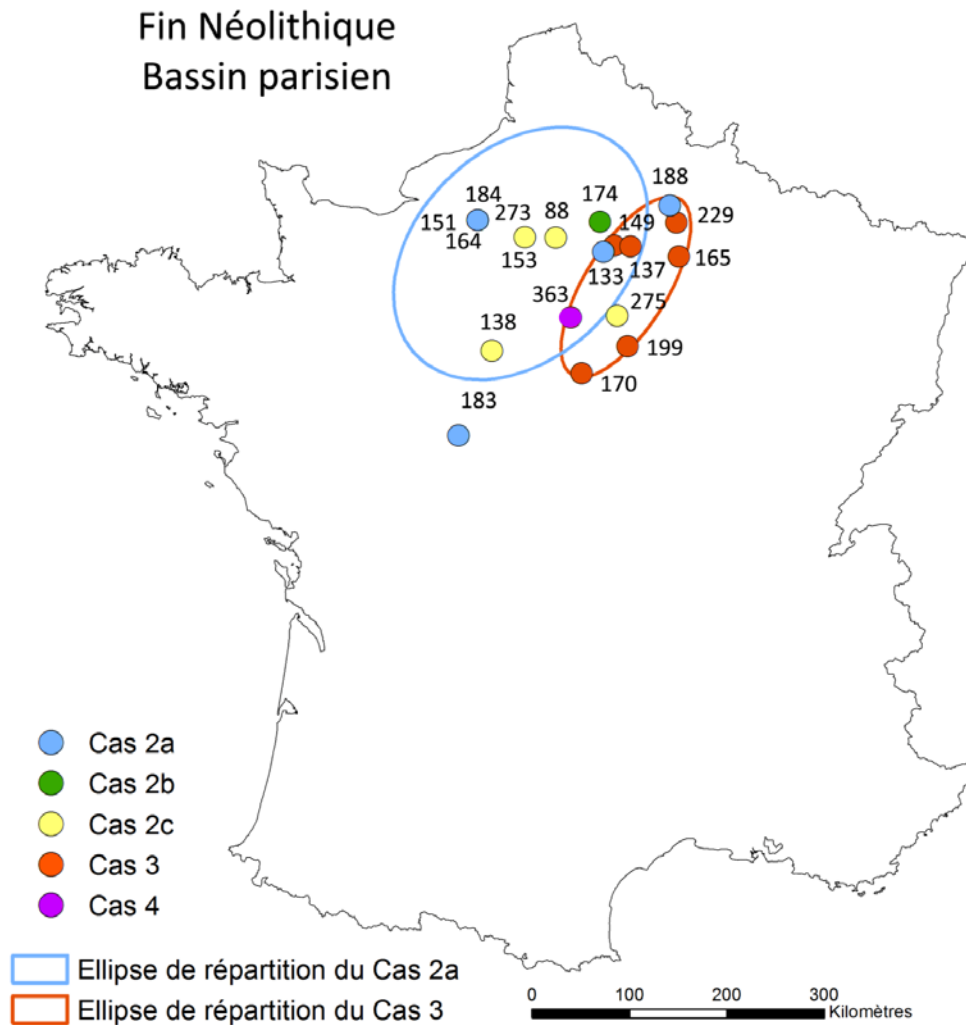 Fin Néolithique
Bassin parisien
188
184
174
273
88
229
151
149
164
153
165
133
137
363
275
138
199
170
183
Cas 2a
Cas 2b
Cas 2c
Cas 3
Cas 4
Ellipse de répartition du Cas 2a
Ellipse de répartition du Cas 3
0 100 200 300
Kilomètres